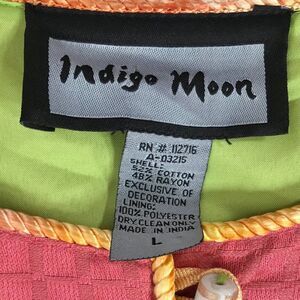 Indigo Moon
RN # 112716
A-03215
SHELL:
52% COTTON
48% RAYON
EXCLUSIVE OF
DECORATION
LINING:
100% POLYESTER
DRY CLEAN ONLY
MADE IN INDIA
L